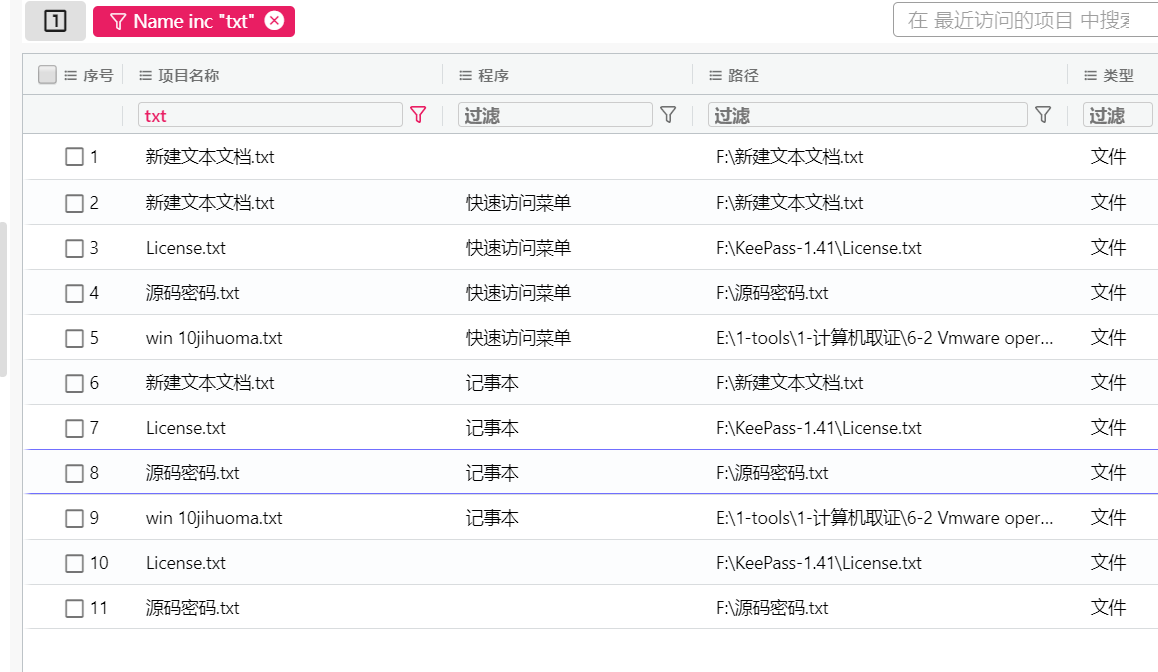 1 Name inc "txt" 在 最近访问的项目 中搜索
序号 项目名称 程序 路径 类型
txt 过滤 过滤 过滤
1 新建文本文档.txt F:\新建文本文档.txt 文件
2 新建文本文档.txt 快速访问菜单 F:\新建文本文档.txt 文件
3 License.txt 快速访问菜单 F:\KeePass-1.41\License.txt 文件
4 源码密码.txt 快速访问菜单 F:\源码密码.txt 文件
5 win 10jihuoma.txt 快速访问菜单 E:\1-tools\1-计算机取证\6-2 Vmware oper... 文件
6 新建文本文档.txt 记事本 F:\新建文本文档.txt 文件
7 License.txt 记事本 F:\KeePass-1.41\License.txt 文件
8 源码密码.txt 记事本 F:\源码密码.txt 文件
9 win 10jihuoma.txt 记事本 E:\1-tools\1-计算机取证\6-2 Vmware oper... 文件
10 License.txt F:\KeePass-1.41\License.txt 文件
11 源码密码.txt F:\源码密码.txt 文件